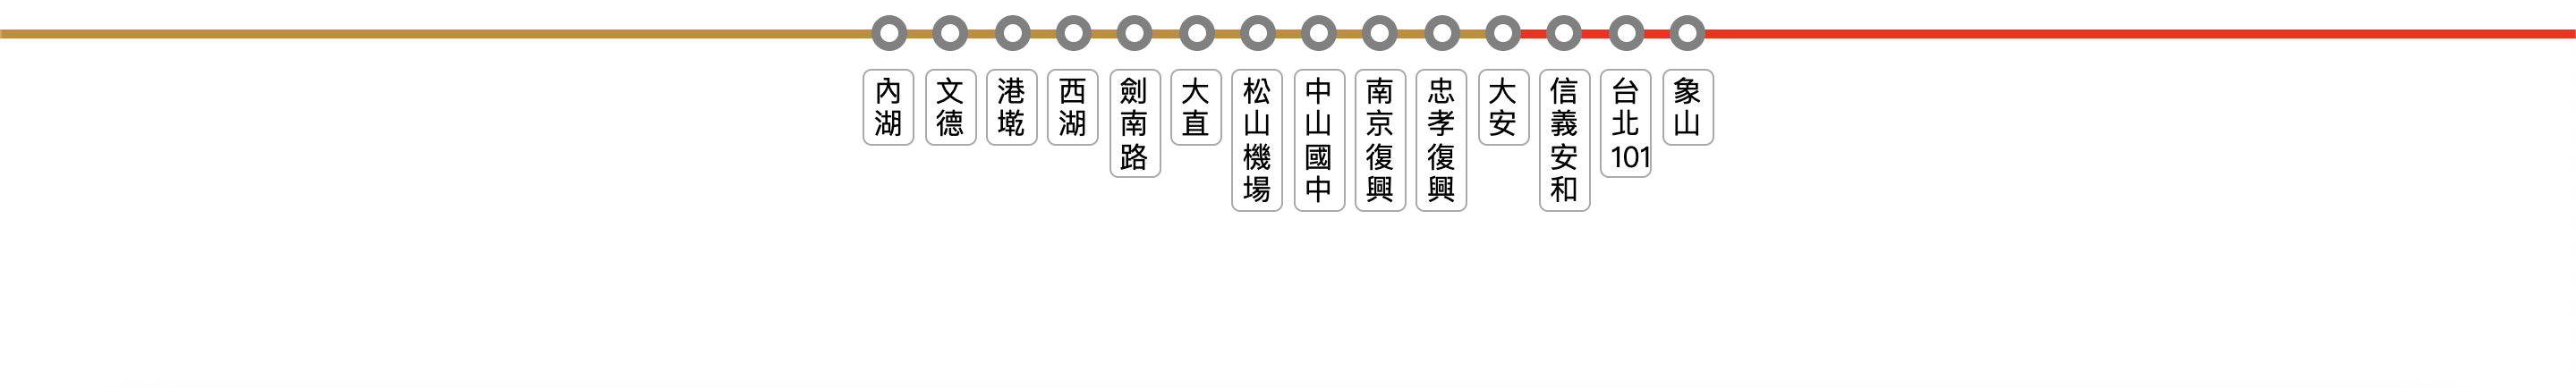 內湖
文德
港墘
西湖
劍南路
大直
松山機場
中山國中
南京復興
忠孝復興
大安
信義安和
台北101
象山